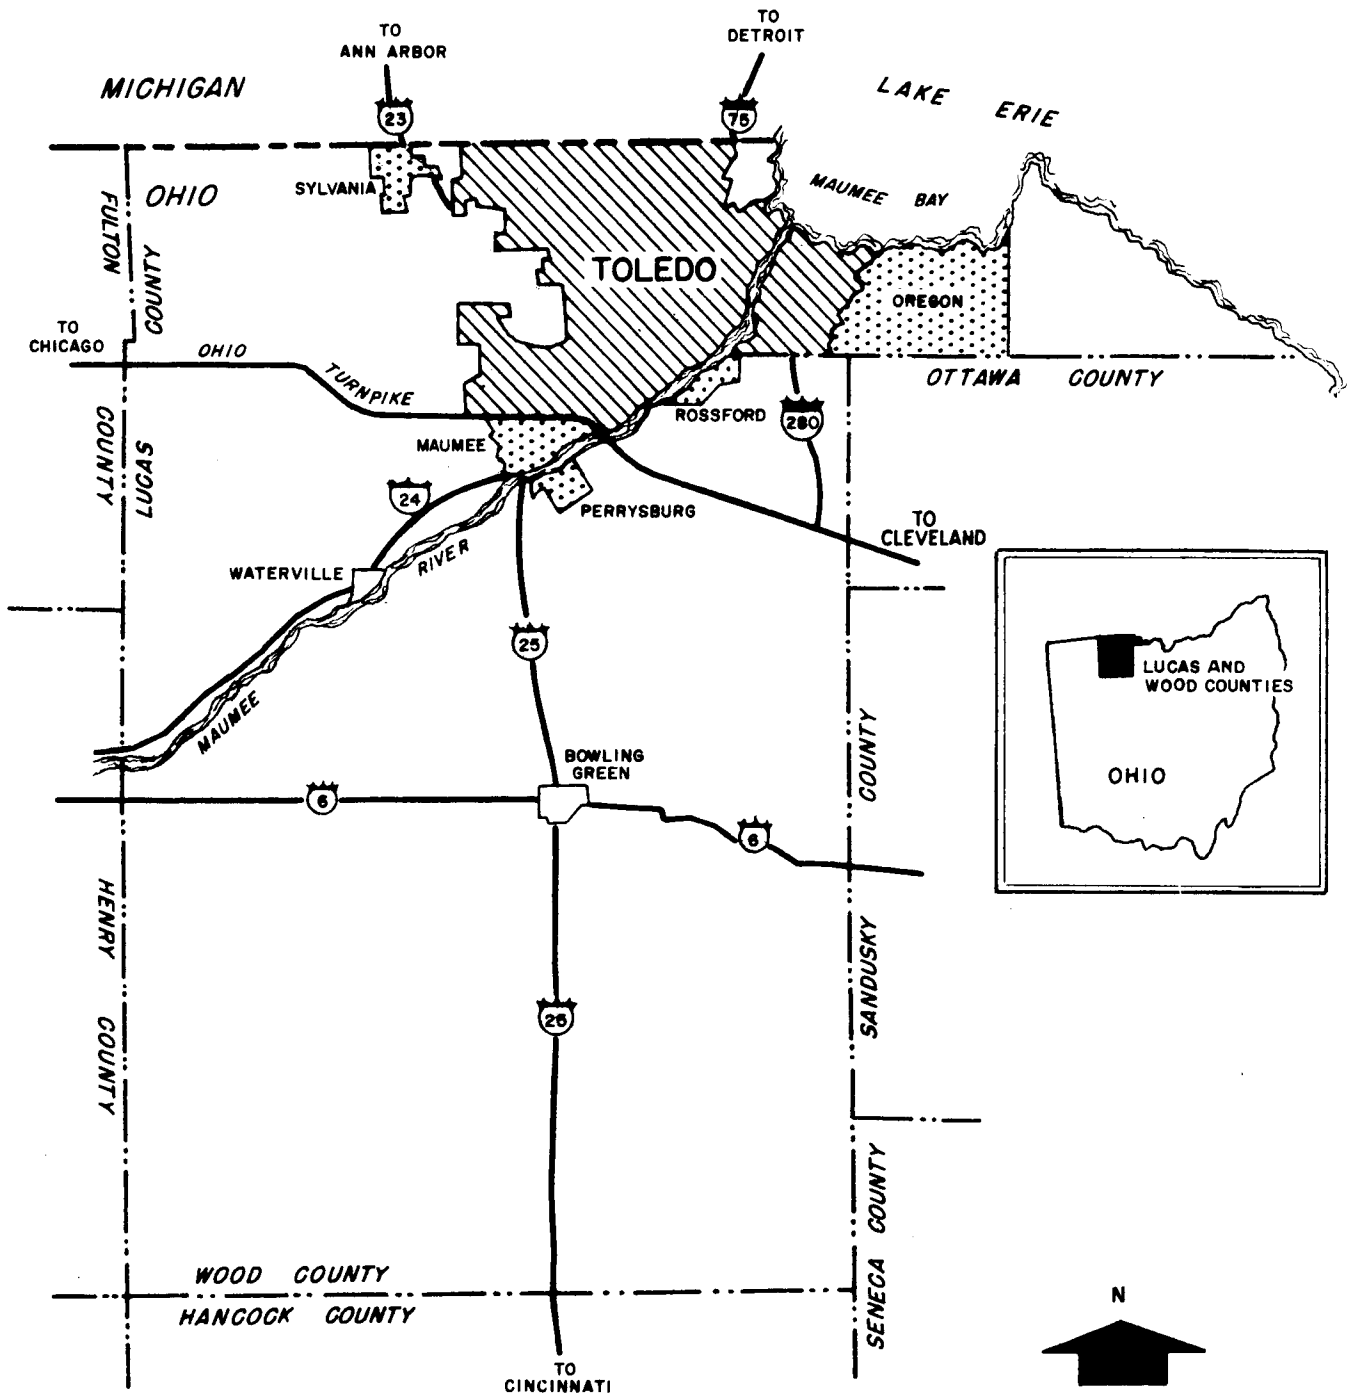 TO
ANN ARBOR
TO
DETROIT
MICHIGAN
LAKE ERIE
23
75
OHIO
SYLVANIA
MAUMEE BAY
FULTON
COUNTY
TOLEDO
OREGON
TO
CHICAGO
OHIO
TURNPIKE
OTTAWA COUNTY
ROSSFORD
280
COUNTY
LUCAS
MAUMEE
24
PERRYSBURG
TO
CLEVELAND
RIVER
WATERVILLE
25
MAUMEE
LUCAS AND
WOOD COUNTIES
OHIO
BOWLING
GREEN
6
6
COUNTY
SANDUSKY
HENRY
COUNTY
25
SENECA COUNTY
WOOD COUNTY
HANCOCK COUNTY
N
TO
CINCINNATI